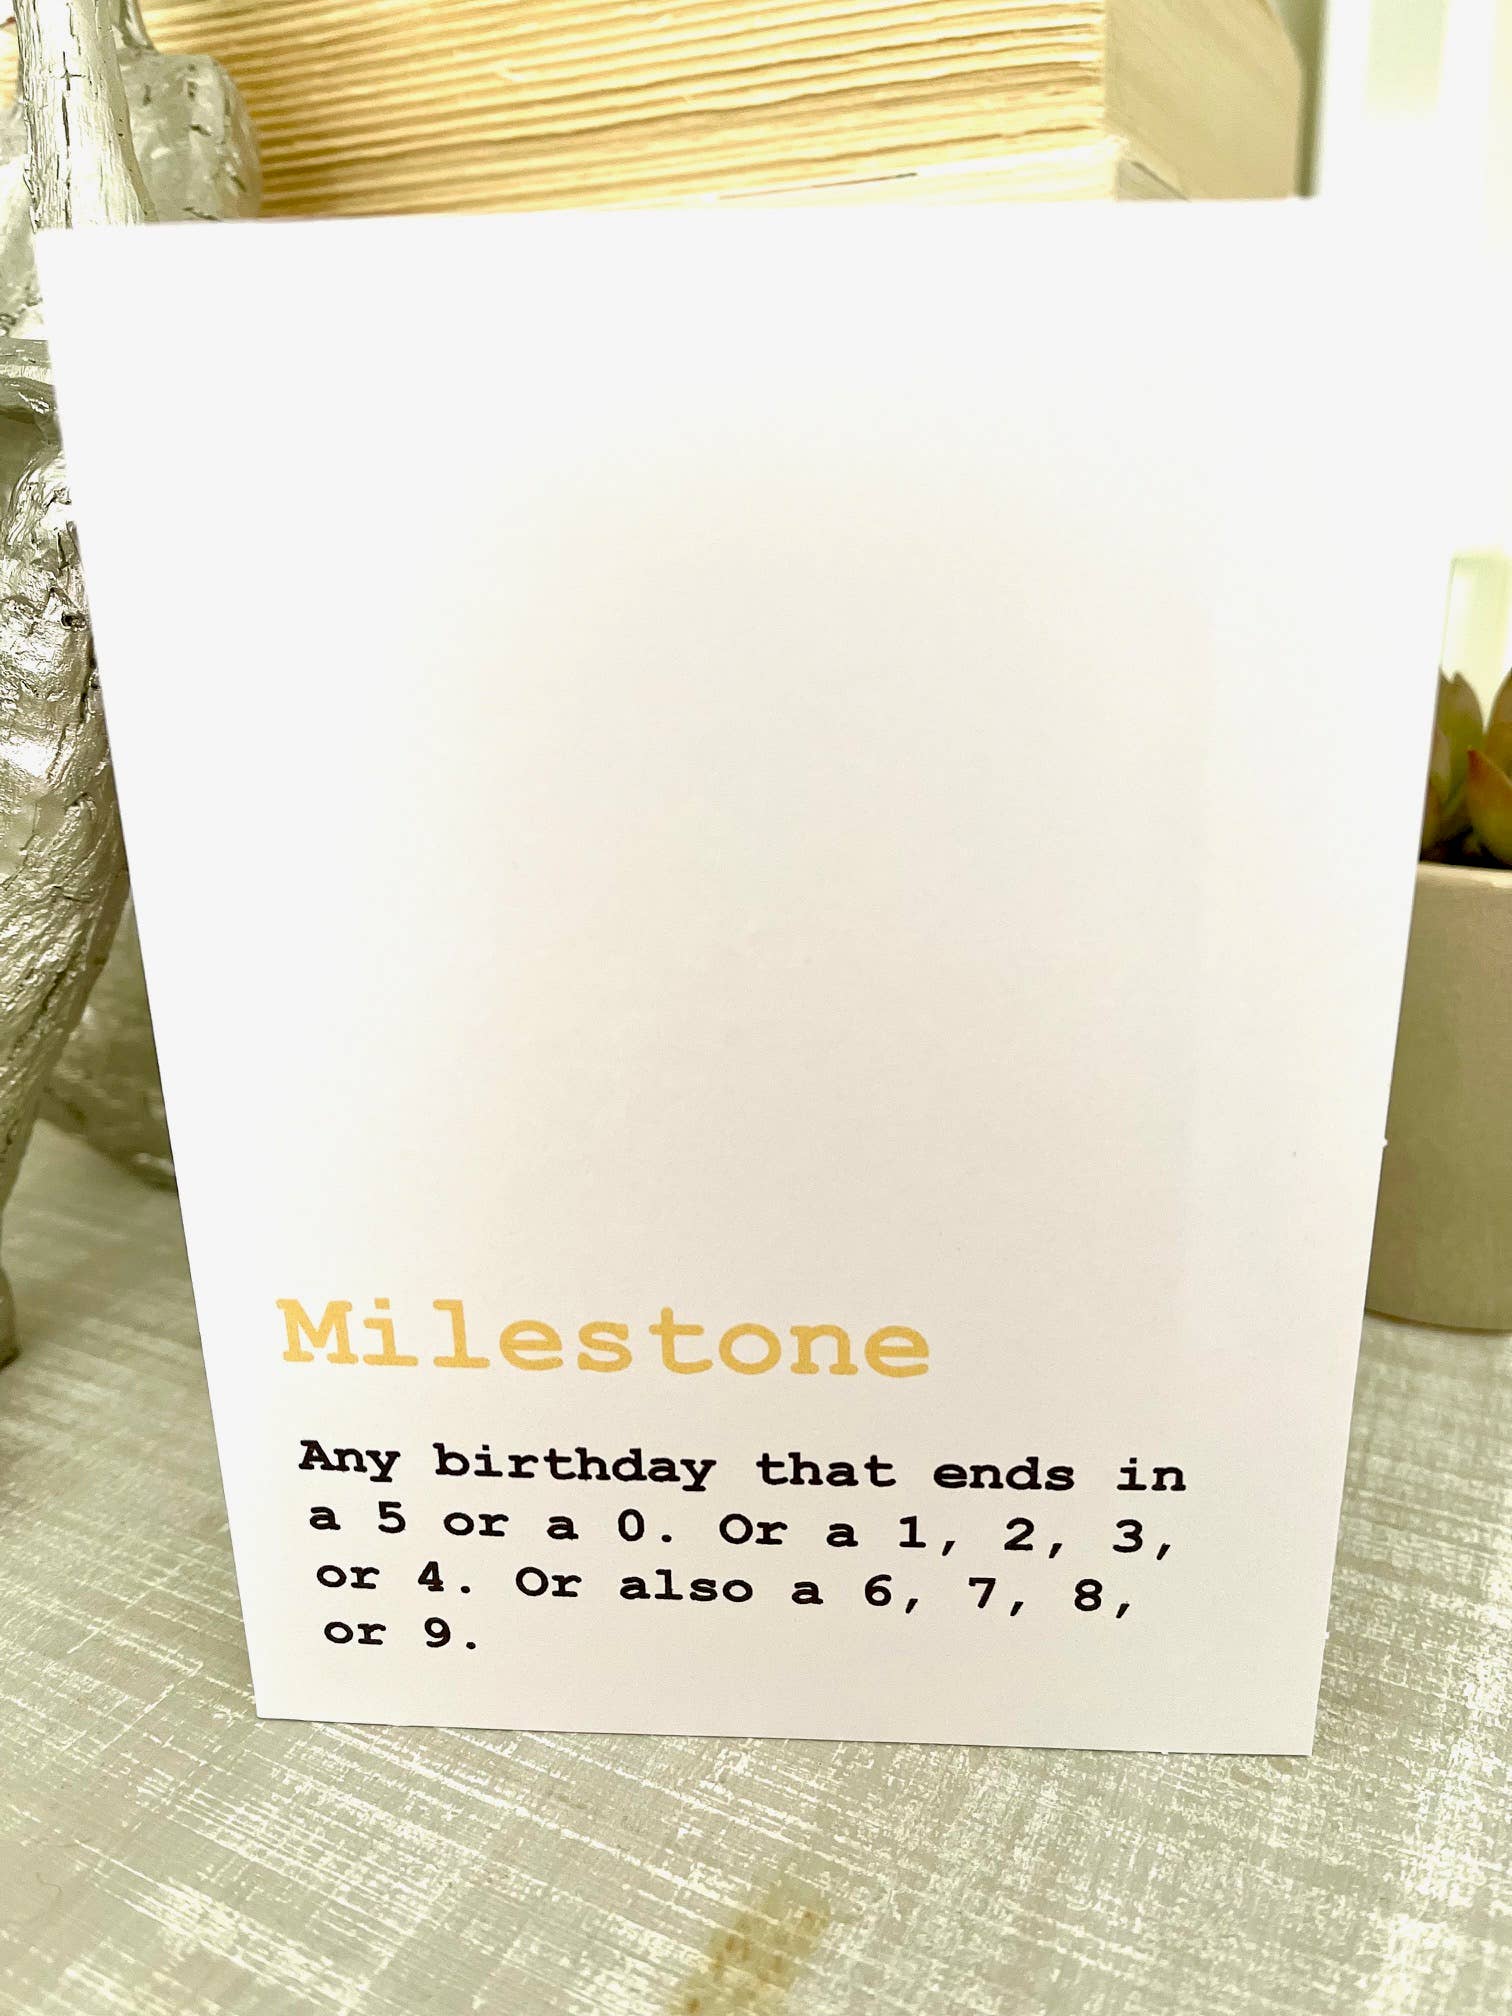 Milestone
Any birthday that ends in
a 5 or a 0. Or a 1, 2, 3,
or 4. Or also a 6, 7, 8,
or 9.